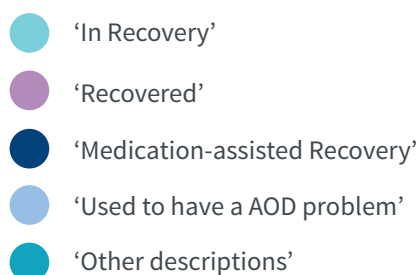 ‘In Recovery’
‘Recovered’
‘Medication-assisted Recovery’
‘Used to have a AOD problem’
‘Other descriptions’